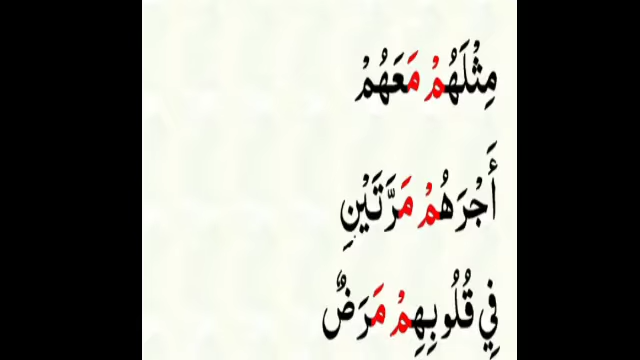 مِثْلَهُمْ مَعَهُمْ
أَجْرَهُمْ مَرَّتَيْنِ
فِي قُلُوبِهِمْ مَرَضٌ